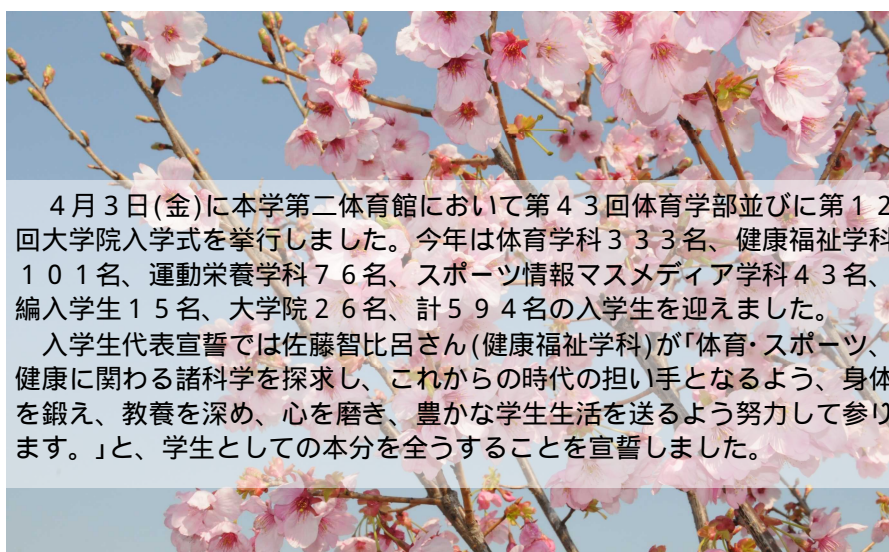 ４月３日(金)に本学第二体育館において第４３回体育学部並びに第１２
回大学院入学式を挙行しました。今年は体育学科３３３名、健康福祉学科
１０１名、運動栄養学科７６名、スポーツ情報マスメディア学科４３名、
編入学生１５名、大学院２６名、計５９４名の入学生を迎えました。
　入学生代表宣誓では佐藤智比呂さん(健康福祉学科)が「体育・スポーツ、
健康に関わる諸科学を探求し、これからの時代の担い手となるよう、身体
を鍛え、教養を深め、心を磨き、豊かな学生生活を送るよう努力して参り
ます。」と、学生としての本分を全うすることを宣誓しました。